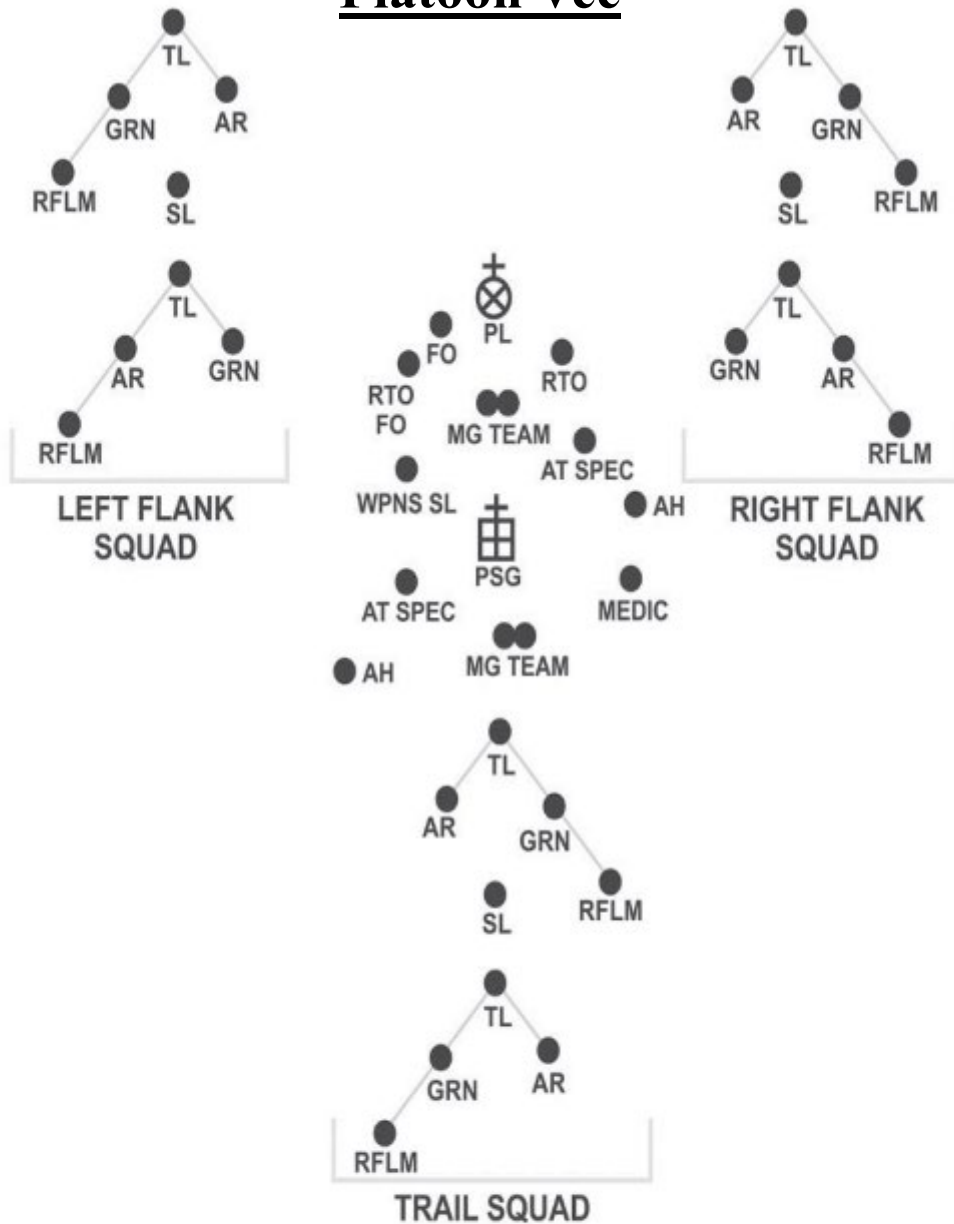 Platoon Vee
TL
GRN
AR
RFLM
SL
TL
AR
GRN
RFLM
LEFT FLANK
SQUAD
TL
AR
GRN
RFLM
SL
TL
GRN
AR
RFLM
RIGHT FLANK
SQUAD
PL
FO
RTO
FO
RTO
MG TEAM
AT SPEC
WPNS SL
AH
PSG
AT SPEC
MEDIC
MG TEAM
AH
TL
AR
GRN
RFLM
SL
TL
GRN
AR
RFLM
TRAIL SQUAD